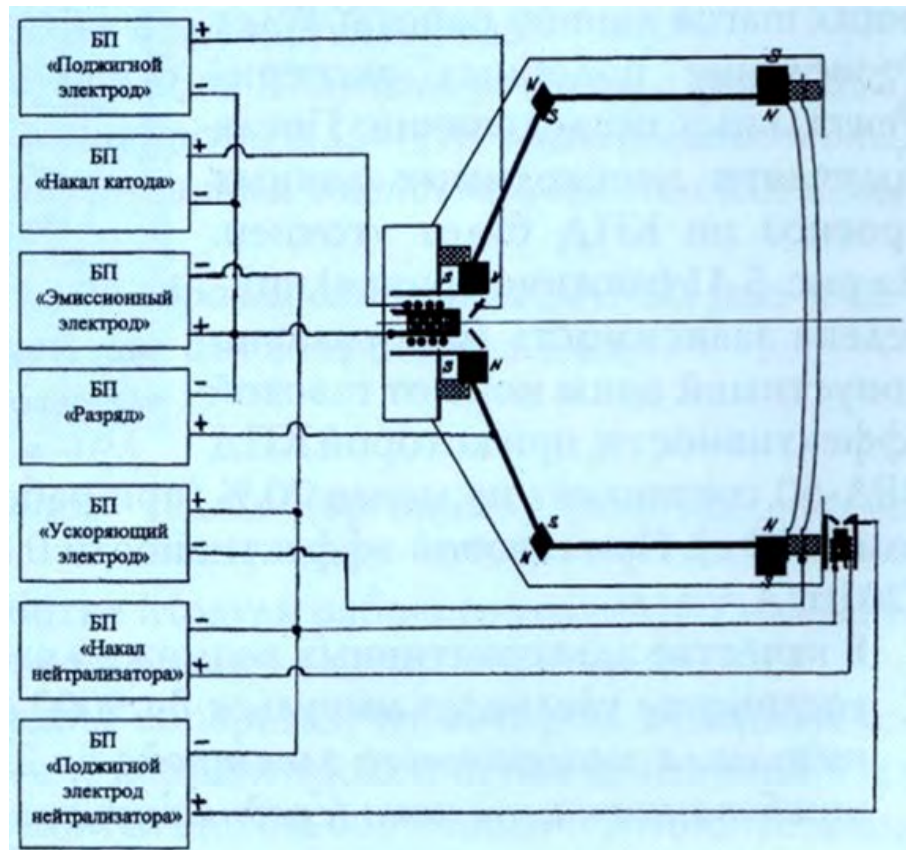 БП
«Поджигной
электрод»
+
−
БП
«Накал катода»
+
−
БП
«Эмиссионный
электрод»
−
+
БП
«Разряд»
−
+
БП
«Ускоряющий
электрод»
+
−
БП
«Накал
нейтрализатора»
−
+
БП
«Поджигной
электрод
нейтрализатора»
−
+
N
S
S
N
S
N
S
N
S
N
N